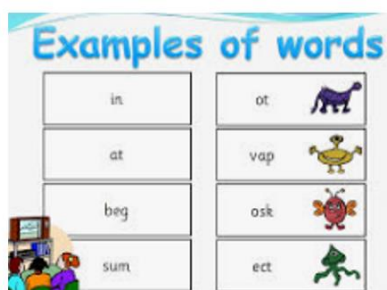 Examples of words
in
ot
at
vap
beg
osk
sum
ect